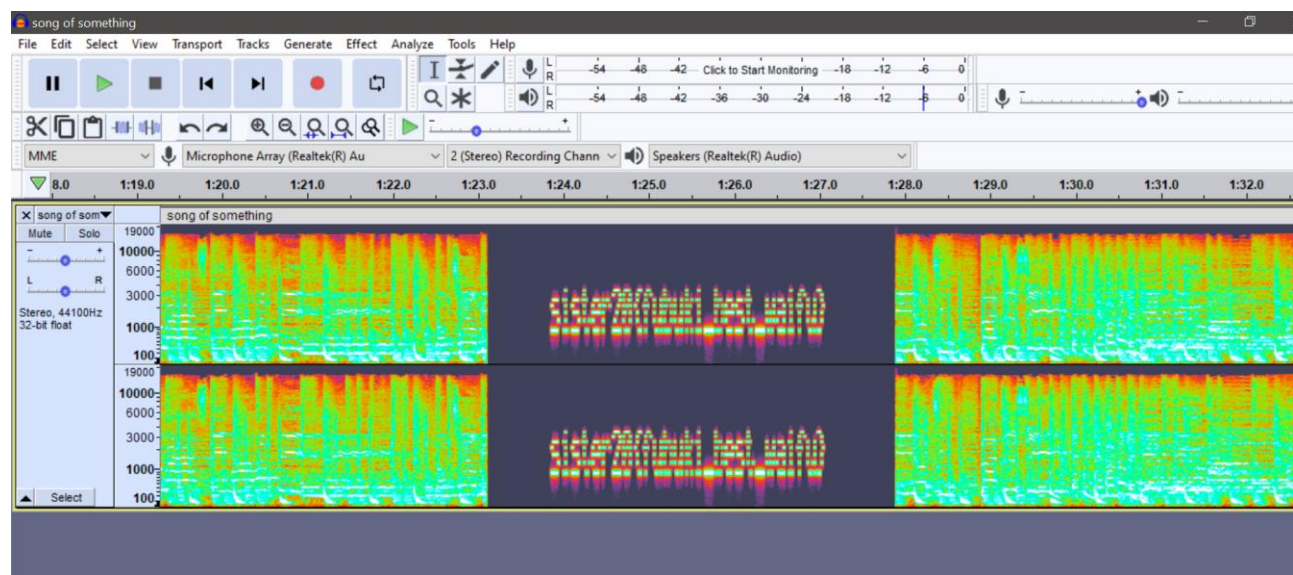 song of something
File Edit Select View Transport Tracks Generate Effect Analyze Tools Help
L R -54 -48 -42 Click to Start Monitoring -18 -12 -6 0
L R -54 -48 -42 -36 -30 -24 -18 -12 -6 0
MME Microphone Array (Realtek(R) Au 2 (Stereo) Recording Chann Speakers (Realtek(R) Audio)
8.0 1:19.0 1:20.0 1:21.0 1:22.0 1:23.0 1:24.0 1:25.0 1:26.0 1:27.0 1:28.0 1:29.0 1:30.0 1:31.0 1:32.0
song of som song of something
Mute Solo
L R
Stereo, 44100Hz
32-bit float
19000
10000
6000
3000
1000
100
19000
10000
6000
3000
1000
100
Select